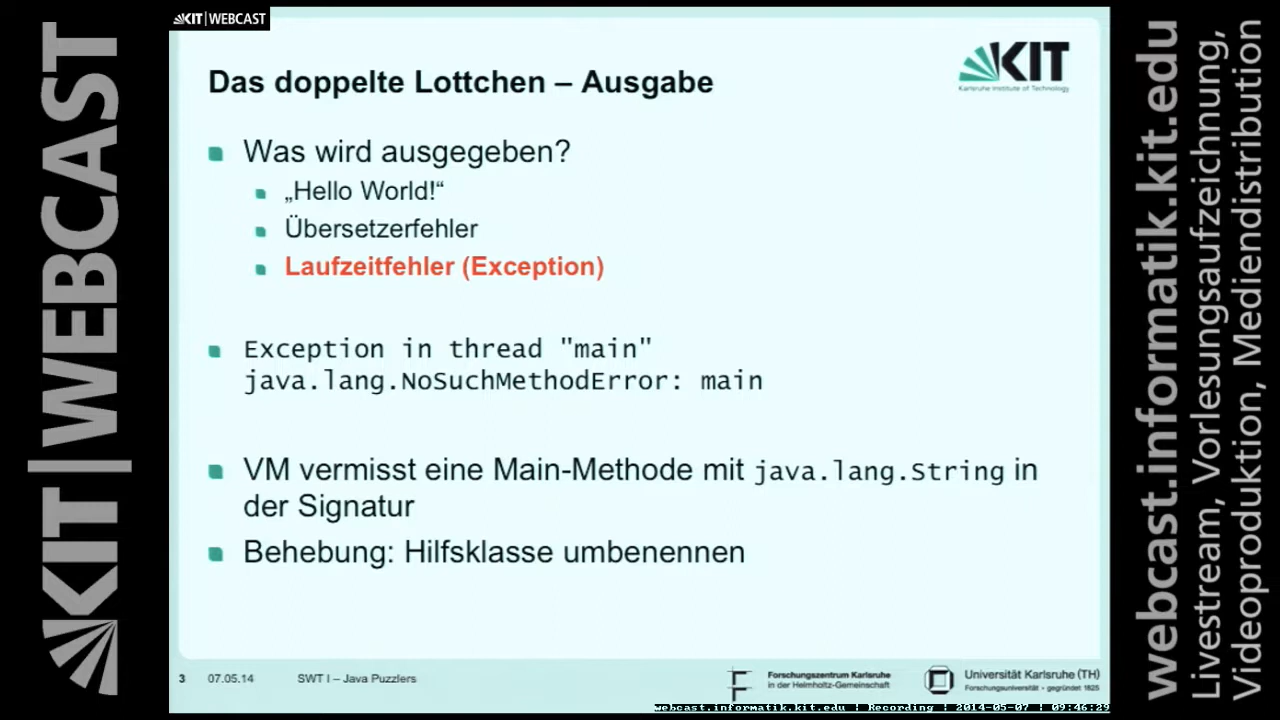 KIT|WEBCAST
KIT|WEBCAST
Das doppelte Lottchen – Ausgabe
KIT
Karlsruhe Institute of Technology
Was wird ausgegeben?
„Hello World!“
Übersetzerfehler
Laufzeitfehler (Exception)
Exception in thread "main"
java.lang.NoSuchMethodError: main
VM vermisst eine Main-Methode mit java.lang.String in
der Signatur
Behebung: Hilfsklasse umbenennen
3 07.05.14 SWT I – Java Puzzlers
Forschungszentrum Karlsruhe
in der Helmholtz-Gemeinschaft
Universität Karlsruhe (TH)
Forschungsuniversität • gegründet 1825
webcast.informatik.kit.edu | Recording | 2014-05-07 | 09:46:29
webcast.informatik.kit.edu
Livestream, Vorlesungsaufzeichnung,
Videoproduktion, Mediendistribution